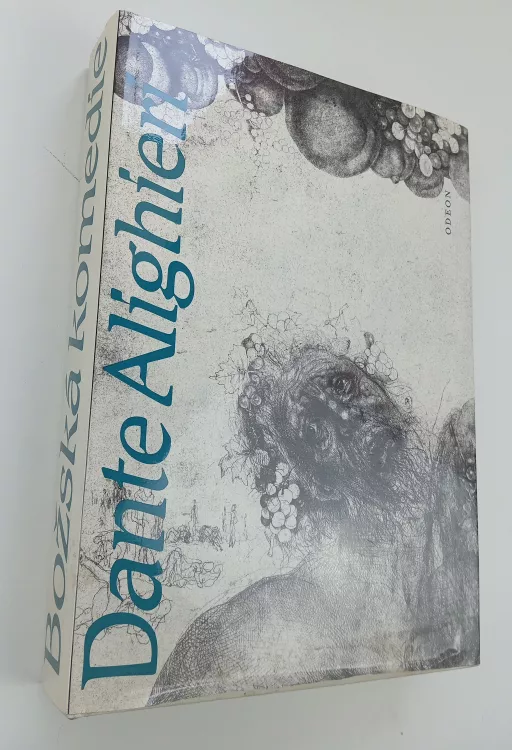 Božská komedie
Dante Alighieri
ODEON